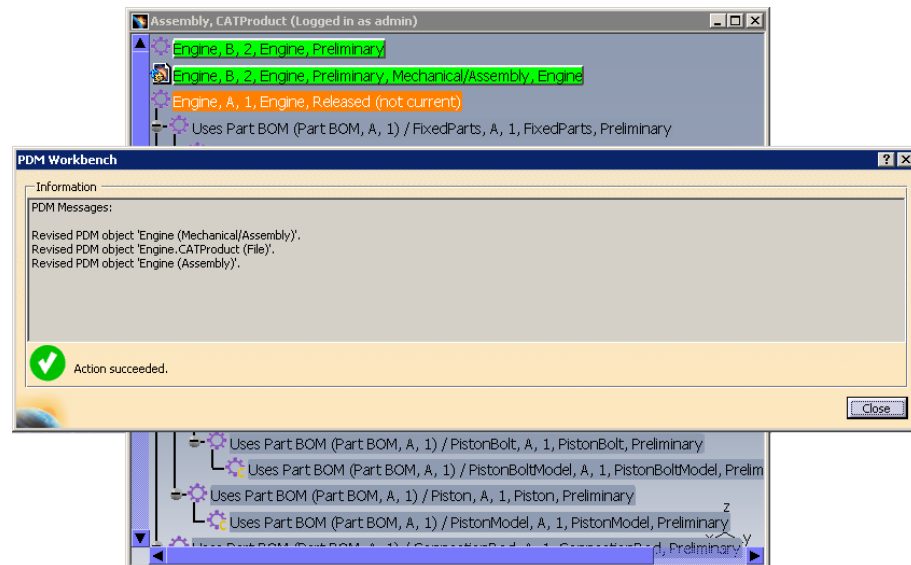 Assembly, CATProduct (Logged in as admin)
Engine, B, 2, Engine, Preliminary
Engine, B, 2, Engine, Preliminary, Mechanical/Assembly, Engine
Engine, A, 1, Engine, Released (not current)
Uses Part BOM (Part BOM, A, 1) / FixedParts, A, 1, FixedParts, Preliminary
PDM Workbench
Information
PDM Messages:
Revised PDM object 'Engine (Mechanical/Assembly)'.
Revised PDM object 'Engine.CATProduct (File)'.
Revised PDM object 'Engine (Assembly)'.
Action succeeded.
Close
Uses Part BOM (Part BOM, A, 1) / PistonBolt, A, 1, PistonBolt, Preliminary
Uses Part BOM (Part BOM, A, 1) / PistonBoltModel, A, 1, PistonBoltModel, Prelim
Uses Part BOM (Part BOM, A, 1) / Piston, A, 1, Piston, Preliminary
z
Uses Part BOM (Part BOM, A, 1) / PistonModel, A, 1, PistonModel, Preliminary
x y
Preliminary